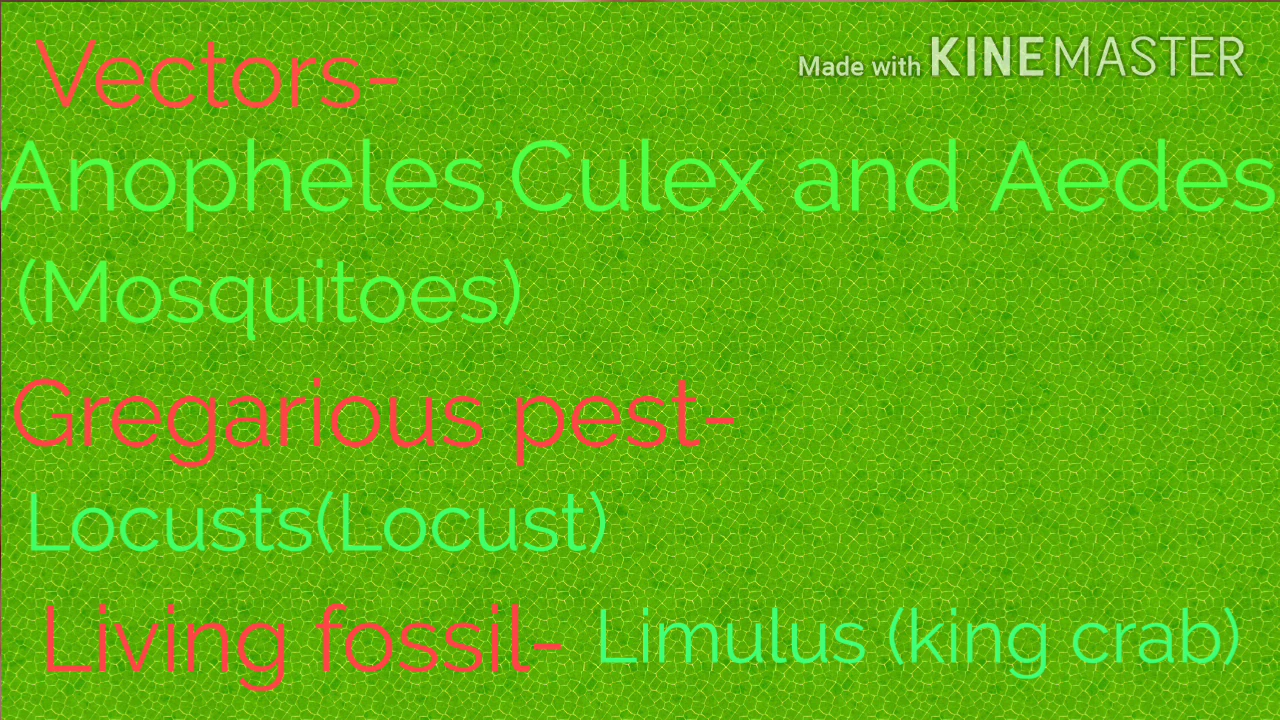 Vectors-
Made with KINEMASTER
Anopheles,Culex and Aedes
(Mosquitoes)
Gregarious pest-
Locusts(Locust)
Living fossil- Limulus (king crab)